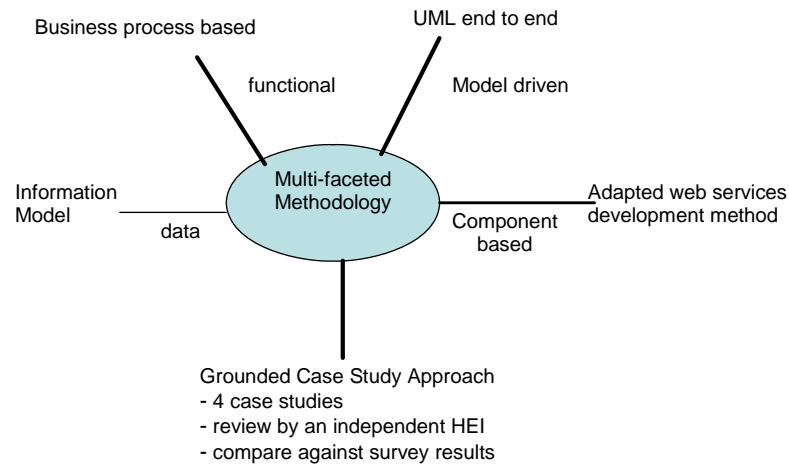 Business process based
UML end to end
functional
Model driven
Multi-faceted
Methodology
Information
Model
data
Component
based
Adapted web services
development method
Grounded Case Study Approach
- 4 case studies
- review by an independent HEI
- compare against survey results